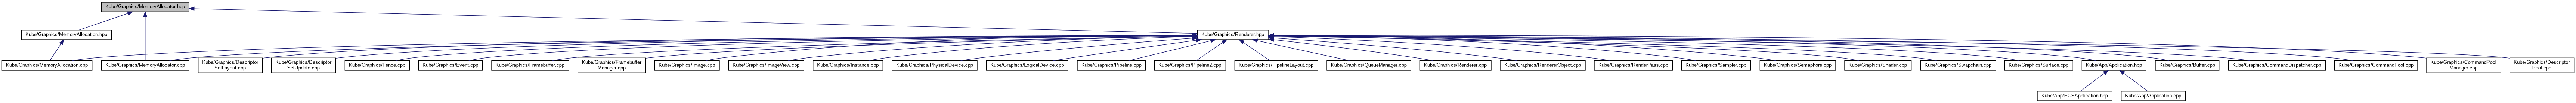 Kube/Graphics/MemoryAllocator.hpp
Kube/Graphics/MemoryAllocation.hpp
Kube/Graphics/Renderer.hpp
Kube/Graphics/MemoryAllocation.cpp
Kube/Graphics/MemoryAllocator.cpp
Kube/Graphics/Descriptor
SetLayout.cpp
Kube/Graphics/Descriptor
SetUpdate.cpp
Kube/Graphics/Fence.cpp
Kube/Graphics/Event.cpp
Kube/Graphics/Framebuffer.cpp
Kube/Graphics/Framebuffer
Manager.cpp
Kube/Graphics/Image.cpp
Kube/Graphics/ImageView.cpp
Kube/Graphics/Instance.cpp
Kube/Graphics/PhysicalDevice.cpp
Kube/Graphics/LogicalDevice.cpp
Kube/Graphics/Pipeline.cpp
Kube/Graphics/Pipeline2.cpp
Kube/Graphics/PipelineLayout.cpp
Kube/Graphics/QueueManager.cpp
Kube/Graphics/Renderer.cpp
Kube/Graphics/RendererObject.cpp
Kube/Graphics/RenderPass.cpp
Kube/Graphics/Sampler.cpp
Kube/Graphics/Semaphore.cpp
Kube/Graphics/Shader.cpp
Kube/Graphics/Swapchain.cpp
Kube/Graphics/Surface.cpp
Kube/App/Application.hpp
Kube/Graphics/Buffer.cpp
Kube/Graphics/CommandDispatcher.cpp
Kube/Graphics/CommandPool.cpp
Kube/Graphics/CommandPool
Manager.cpp
Kube/Graphics/Descriptor
Pool.cpp
Kube/App/ECSApplication.hpp
Kube/App/Application.cpp